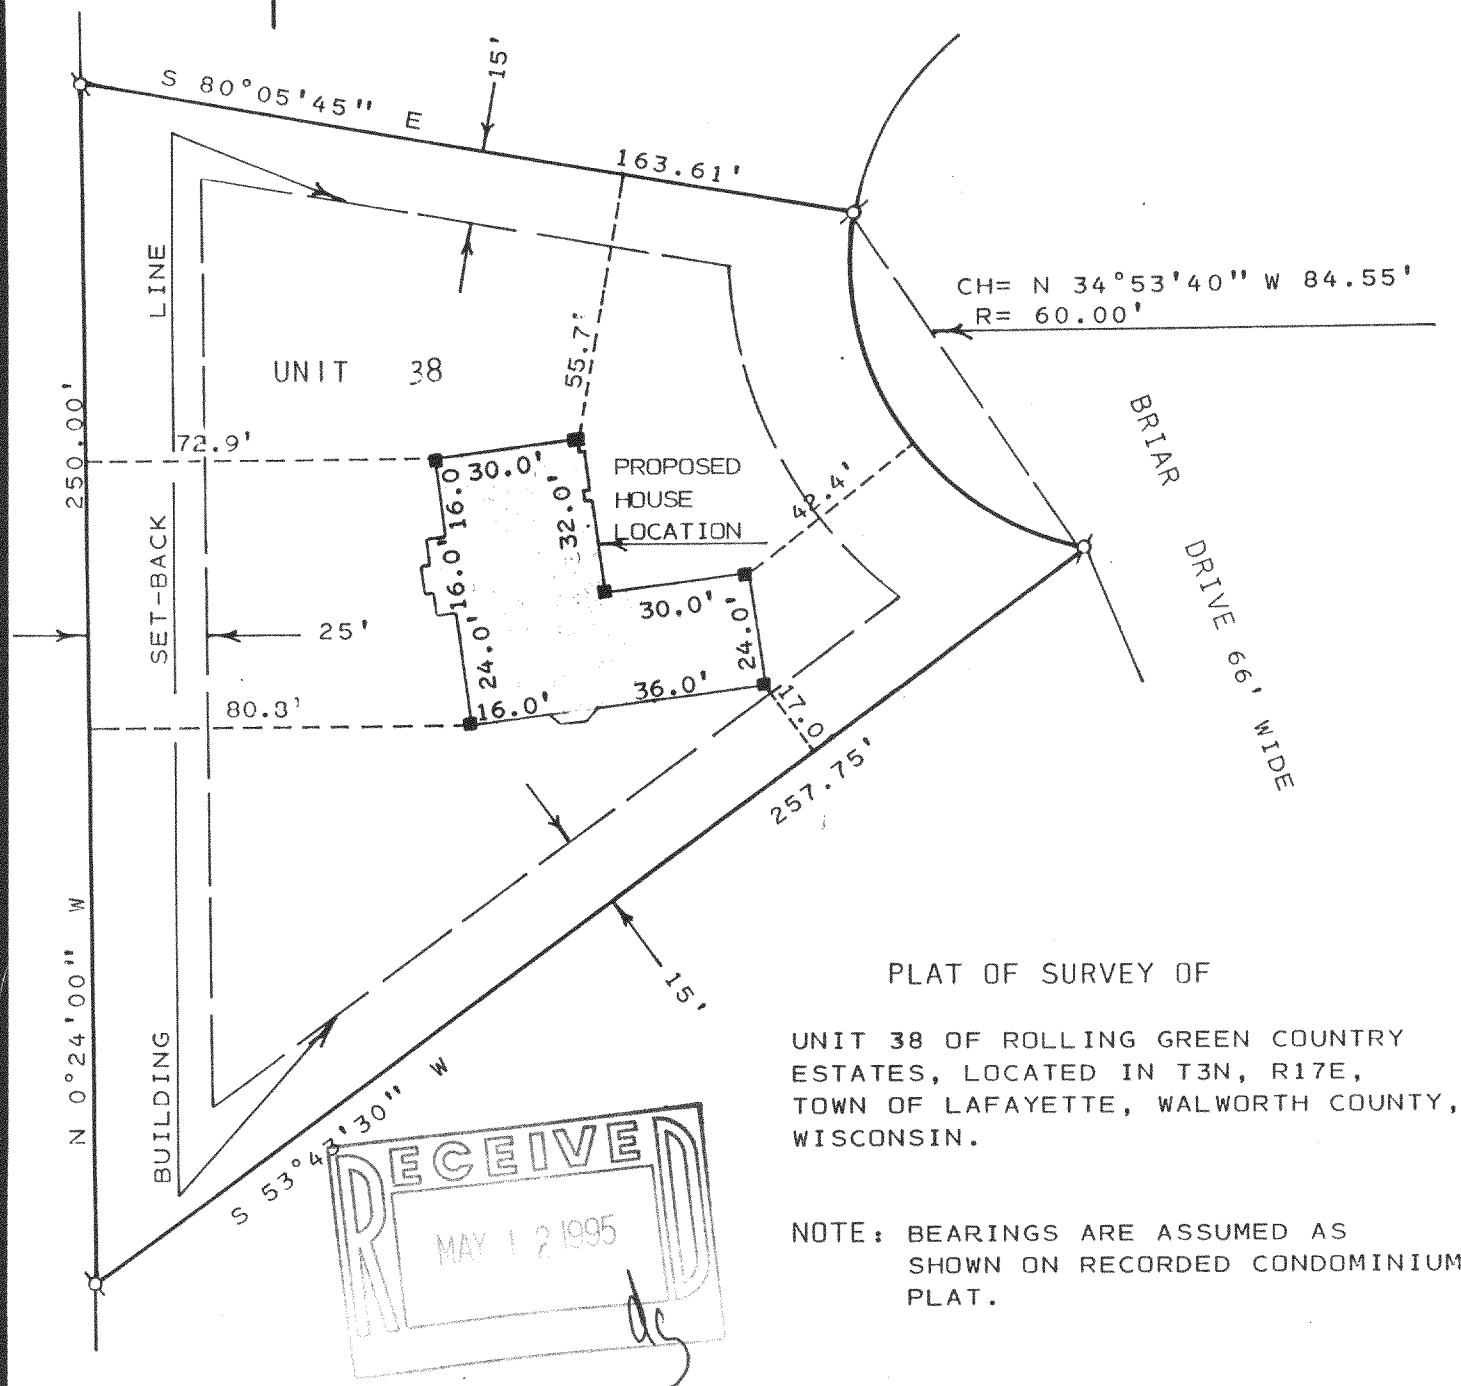 15'
S 80°05'45" E
163.61'
CH= N 34°53'40" W 84.55'
R= 60.00'
LINE
UNIT 38
55.7'
250.00'
72.9'
30.0'
16.0
32.0'
PROPOSED
HOUSE
LOCATION
42.4'
BRIAR DRIVE 66' WIDE
16.0'
SET-BACK
25'
30.0'
24.0'
24.0'
36.0'
16.0'
80.3'
17.0
257.75'
N 0°24'00" W
15'
BUILDING
S 53°43'30" W
PLAT OF SURVEY OF
UNIT 38 OF ROLLING GREEN COUNTRY
ESTATES, LOCATED IN T3N, R17E,
TOWN OF LAFAYETTE, WALWORTH COUNTY,
WISCONSIN.
RECEIVED
MAY 12 1995
NOTE: BEARINGS ARE ASSUMED AS
SHOWN ON RECORDED CONDOMINIUM
PLAT.